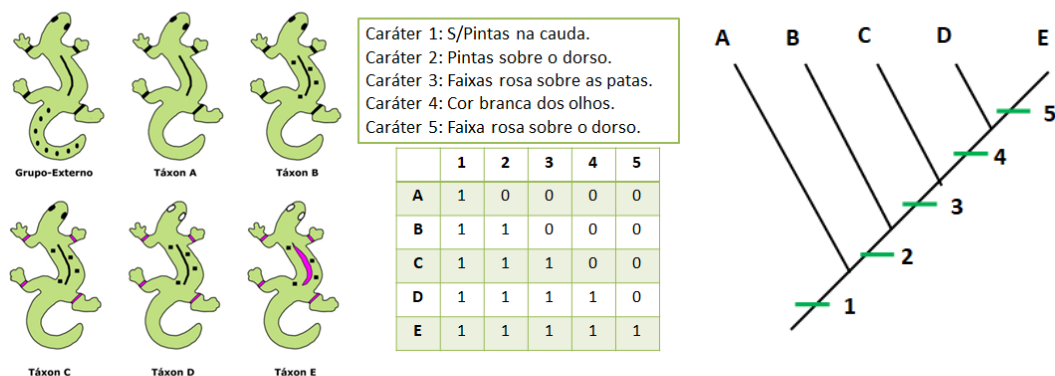 Grupo-Externo
Táxon A
Táxon B
Táxon C
Táxon D
Táxon E
Caráter 1: S/Pintas na cauda.
Caráter 2: Pintas sobre o dorso.
Caráter 3: Faixas rosa sobre as patas.
Caráter 4: Cor branca dos olhos.
Caráter 5: Faixa rosa sobre o dorso.
1 2 3 4 5
A 1 0 0 0 0
B 1 1 0 0 0
C 1 1 1 0 0
D 1 1 1 1 0
E 1 1 1 1 1
A B C D E
5
4
3
2
1